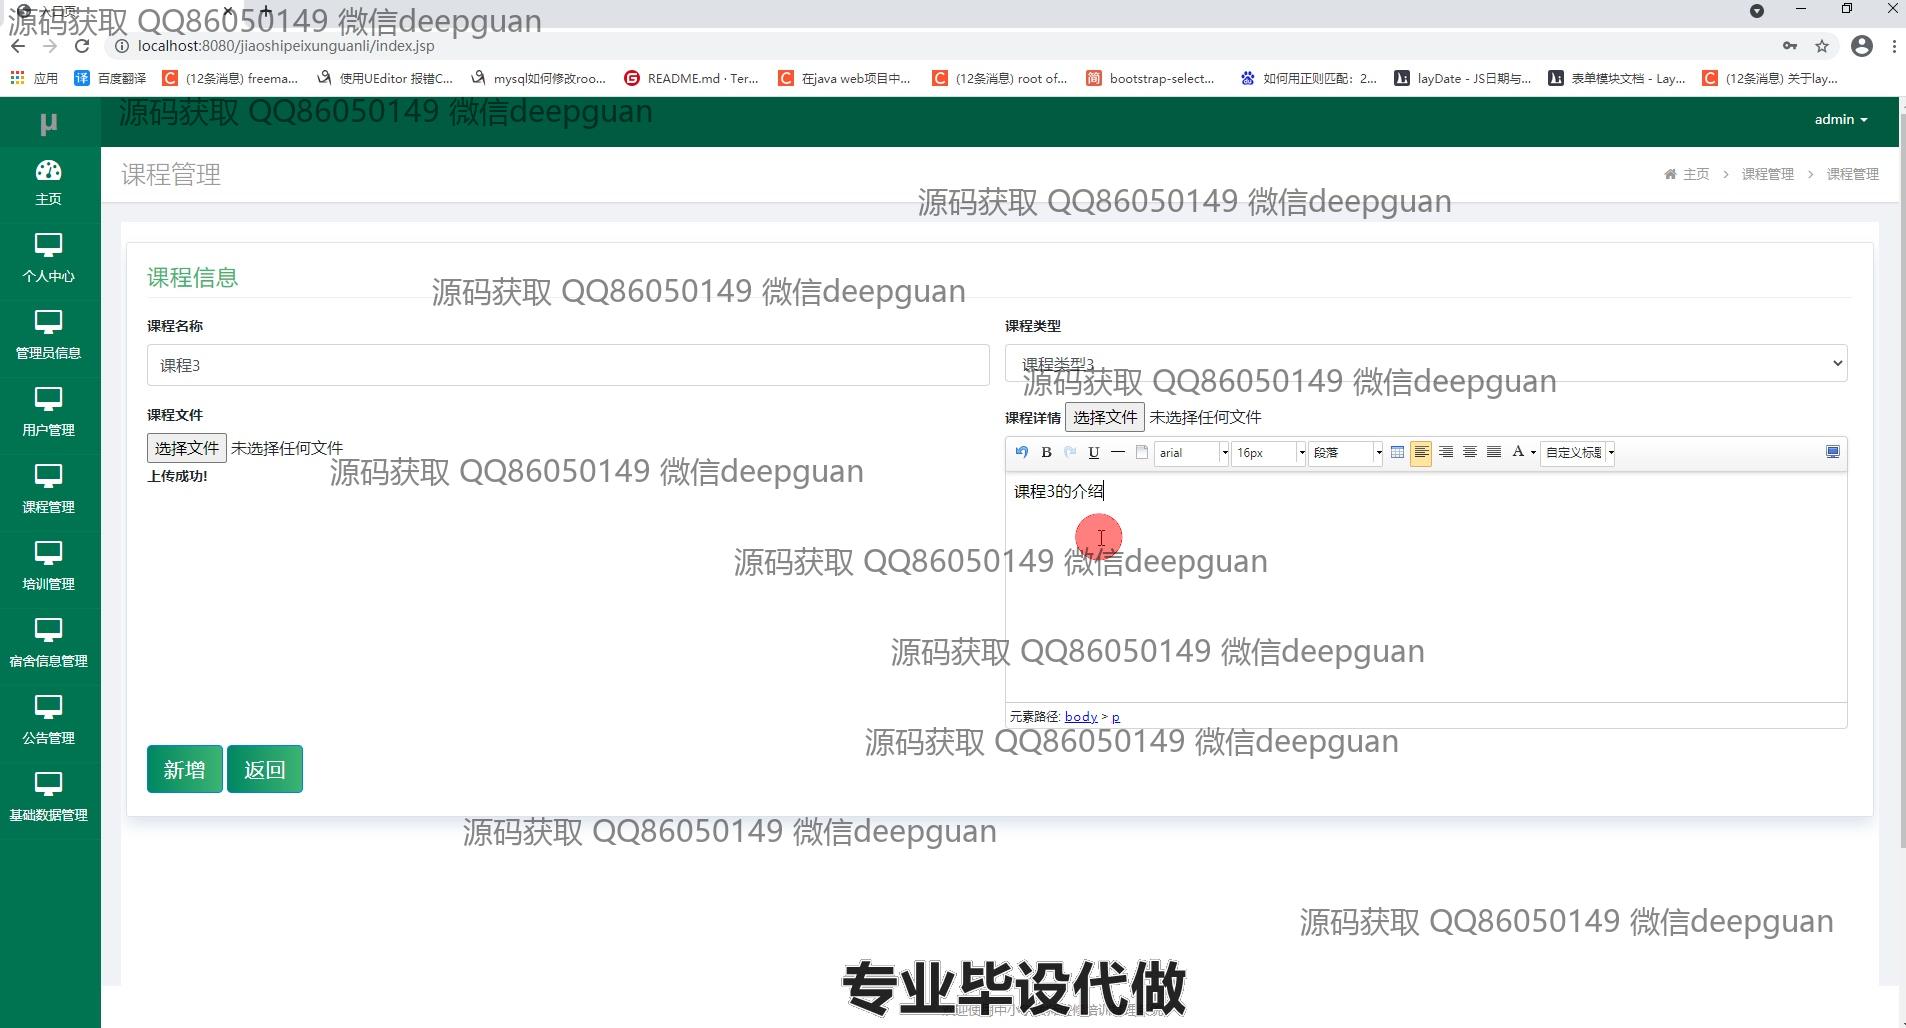 源码获取 QQ86050149 微信deepguan
localhost:8080/jiaoshipeixunguanli/index.jsp
应用 百度翻译 (12条消息) freema... 使用UEditor 报错C... mysql如何修改roo... README.md · Ter... 在java web项目中... (12条消息) root of... bootstrap-select... 如何用正则匹配：2... layDate - JS日期与... 表单模块文档 - Lay... (12条消息) 关于lay...
μ
源码获取 QQ86050149 微信deepguan
admin
主页
个人中心
管理员信息
用户管理
课程管理
培训管理
宿舍信息管理
公告管理
基础数据管理
课程管理
主页 > 课程管理 > 课程管理
源码获取 QQ86050149 微信deepguan
课程信息
源码获取 QQ86050149 微信deepguan
课程名称
课程3
课程类型
课程类型3
源码获取 QQ86050149 微信deepguan
课程文件
选择文件 未选择任何文件
上传成功!
源码获取 QQ86050149 微信deepguan
课程详情 选择文件 未选择任何文件
B U arial 16px 段落 A 自定义标题
课程3的介绍
源码获取 QQ86050149 微信deepguan
源码获取 QQ86050149 微信deepguan
元素路径: body > p
源码获取 QQ86050149 微信deepguan
新增 返回
源码获取 QQ86050149 微信deepguan
源码获取 QQ86050149 微信deepguan
专业毕设代做